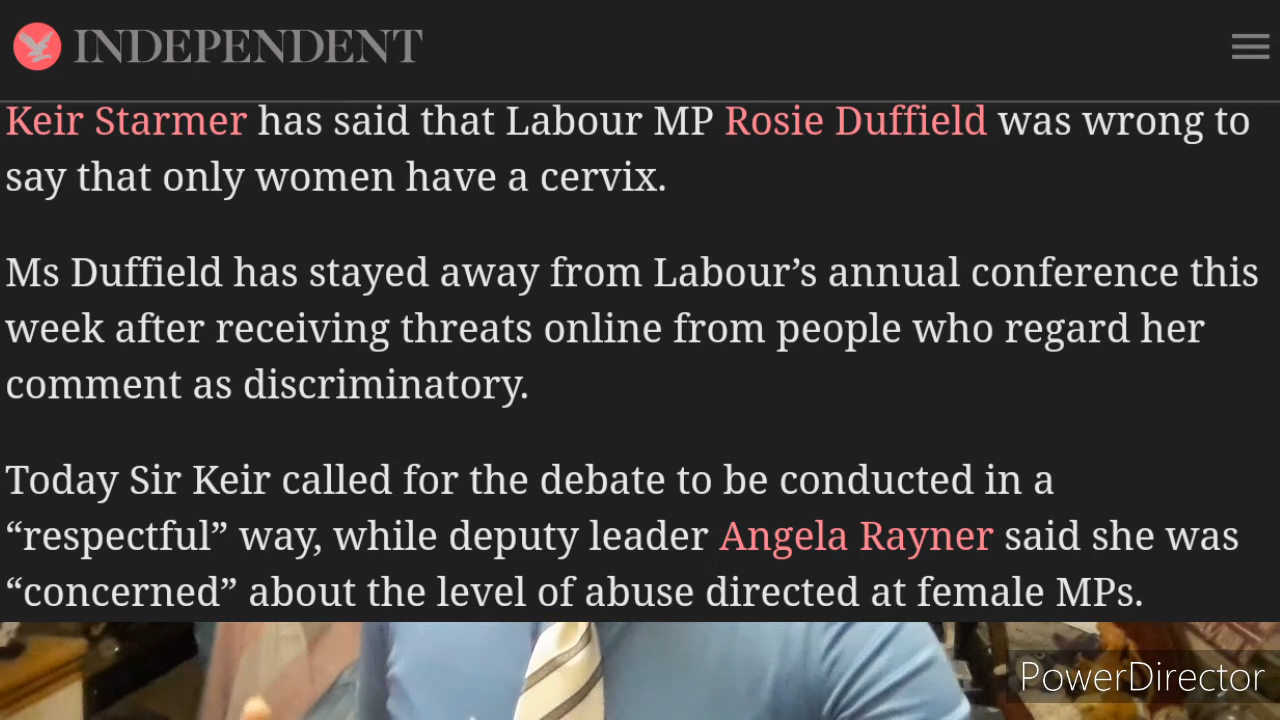 INDEPENDENT
Keir Starmer has said that Labour MP Rosie Duffield was wrong to
say that only women have a cervix.
Ms Duffield has stayed away from Labour’s annual conference this
week after receiving threats online from people who regard her
comment as discriminatory.
Today Sir Keir called for the debate to be conducted in a
“respectful” way, while deputy leader Angela Rayner said she was
“concerned” about the level of abuse directed at female MPs.
PowerDirector